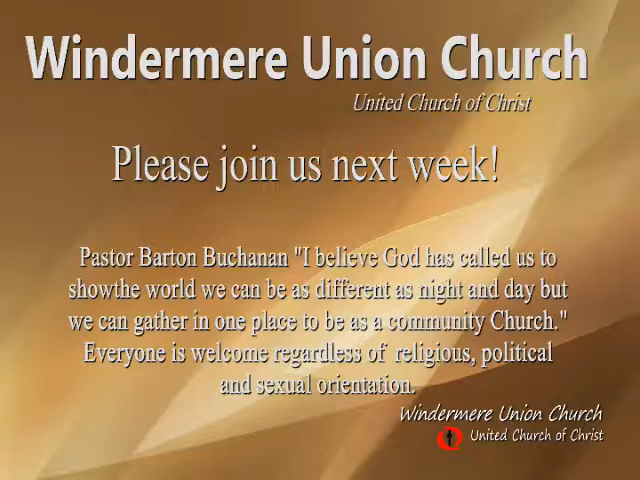 Windermere Union Church
United Church of Christ
Please join us next week!
Pastor Barton Buchanan "I believe God has called us to
showthe world we can be as different as night and day but
we can gather in one place to be as a community Church."
Everyone is welcome regardless of religious, political
and sexual orientation.
Windermere Union Church
United Church of Christ